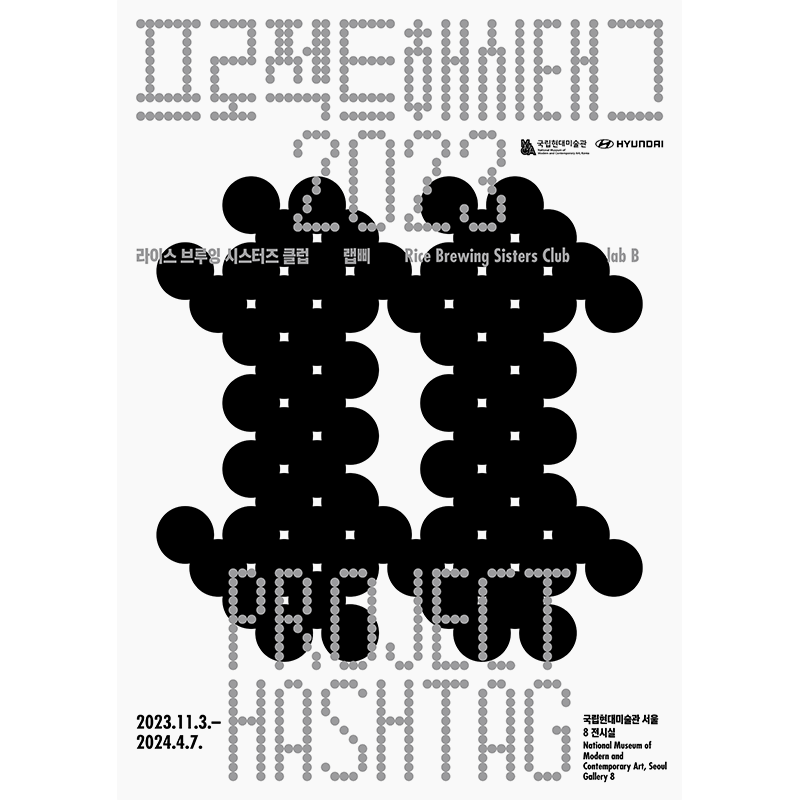 프로젝트해시태그
2023
국립현대미술관
National Museum of
Modern and Contemporary Art, Korea
HYUNDAI
라이스 브루잉 시스터즈 클럽 랩삐 Rice Brewing Sisters Club lab B
PROJECT
HASHTAG
2023.11.3.–
2024.4.7.
국립현대미술관 서울
8 전시실
National Museum of
Modern and
Contemporary Art, Seoul
Gallery 8